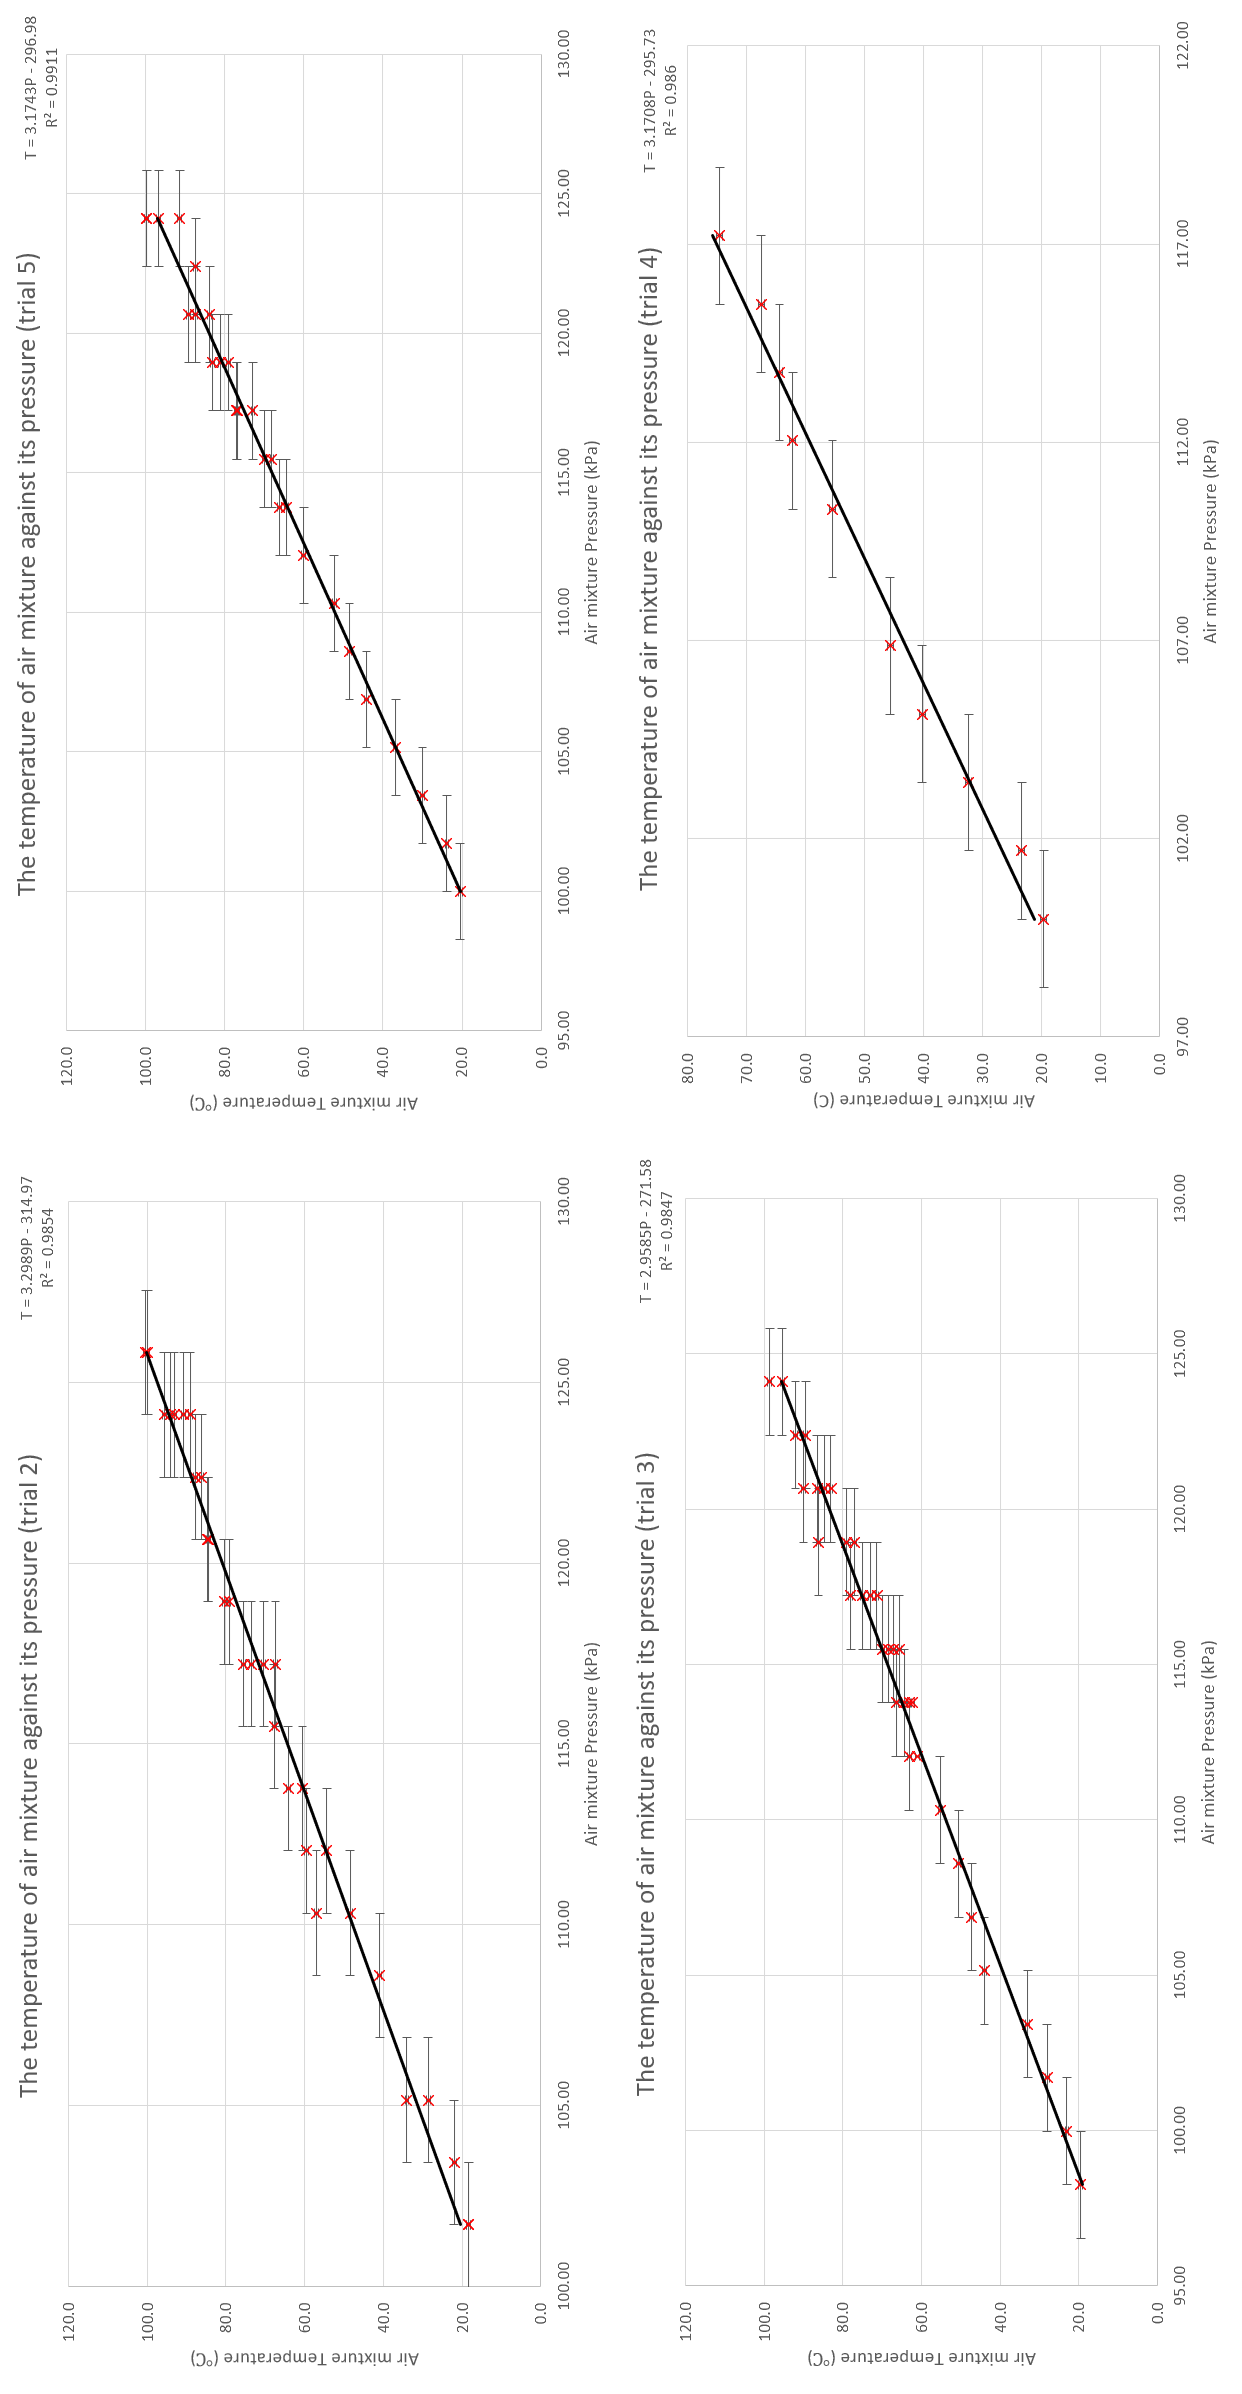 The temperature of air mixture against its pressure (trial 2)
T = 3.2989P - 314.97
R² = 0.9854
120.0
100.0
80.0
60.0
40.0
20.0
0.0
Air mixture Temperature (°C)
100.00 105.00 110.00 115.00 120.00 125.00 130.00
Air mixture Pressure (kPa)
The temperature of air mixture against its pressure (trial 5)
T = 3.1743P - 296.98
R² = 0.9911
120.0
100.0
80.0
60.0
40.0
20.0
0.0
Air mixture Temperature (°C)
95.00 100.00 105.00 110.00 115.00 120.00 125.00 130.00
Air mixture Pressure (kPa)
The temperature of air mixture against its pressure (trial 3)
T = 2.9585P - 271.58
R² = 0.9847
120.0
100.0
80.0
60.0
40.0
20.0
0.0
Air mixture Temperature (°C)
95.00 100.00 105.00 110.00 115.00 120.00 125.00 130.00
Air mixture Pressure (kPa)
The temperature of air mixture against its pressure (trial 4)
T = 3.1708P - 295.73
R² = 0.986
80.0
70.0
60.0
50.0
40.0
30.0
20.0
10.0
0.0
Air mixture Temperature (C)
97.00 102.00 107.00 112.00 117.00 122.00
Air mixture Pressure (kPa)